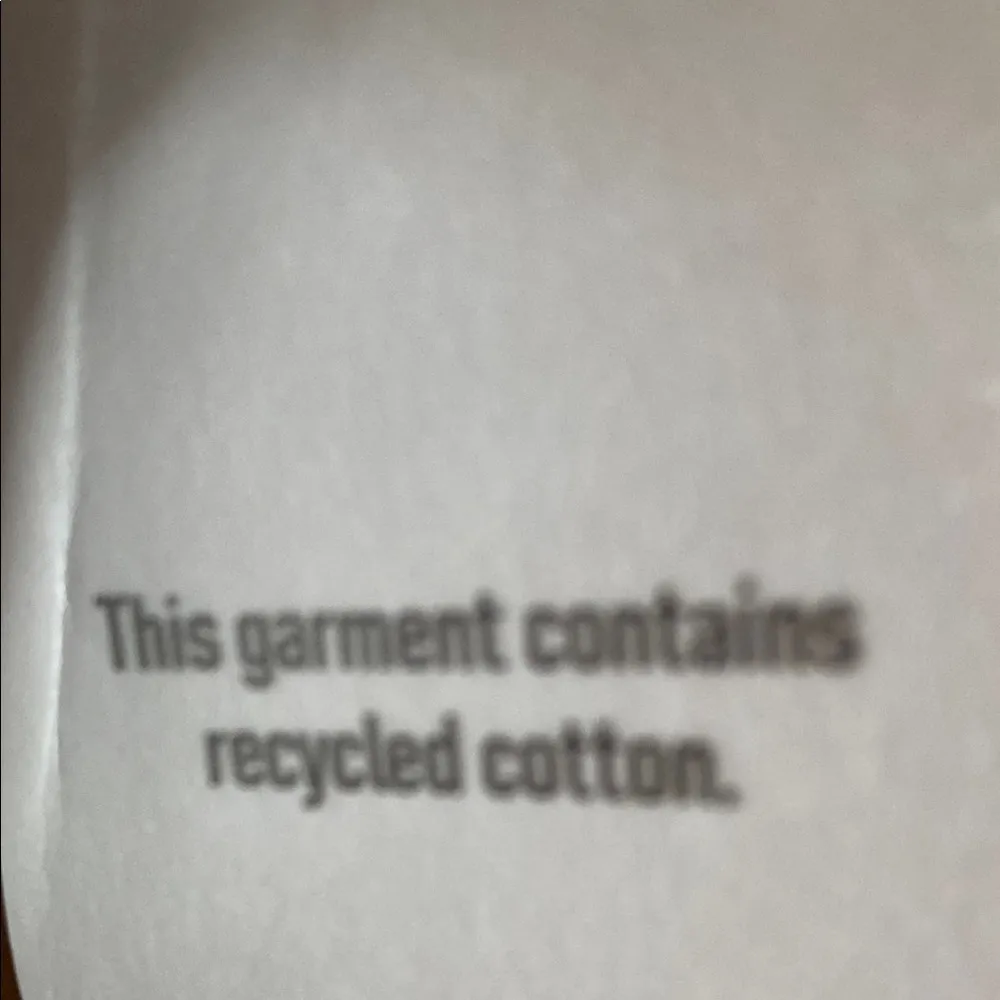 This garment contains
recycled cotton.